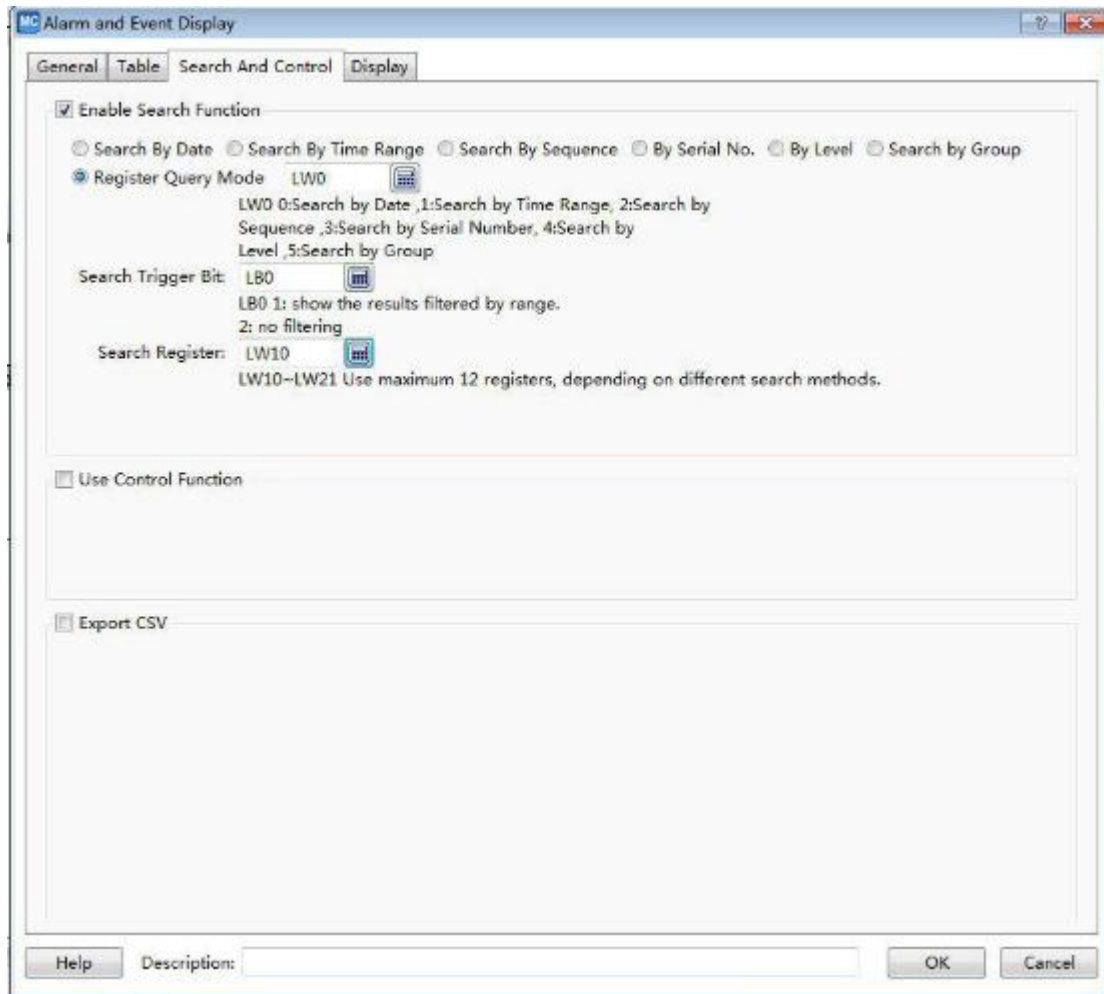 MC Alarm and Event Display
General Table Search And Control Display
Enable Search Function
Search By Date Search By Time Range Search By Sequence By Serial No. By Level Search by Group
Register Query Mode LW0
LW0 0:Search by Date ,1:Search by Time Range, 2:Search by
Sequence ,3:Search by Serial Number, 4:Search by
Level ,5:Search by Group
Search Trigger Bit: LB0
LB0 1: show the results filtered by range.
2: no filtering
Search Register: LW10
LW10~LW21 Use maximum 12 registers, depending on different search methods.
Use Control Function
Export CSV
Help Description: OK Cancel